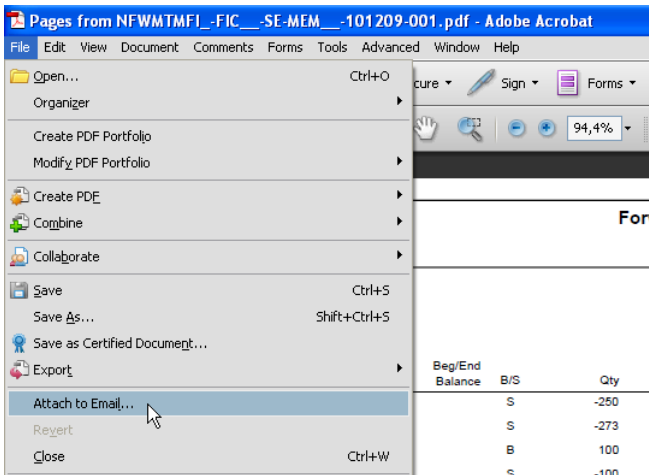 Pages from NFWMTMFI_-FIC__-SE-MEM__-101209-001.pdf - Adobe Acrobat
File Edit View Document Comments Forms Tools Advanced Window Help
Open... Ctrl+O
cure Sign Forms
Organizer
94,4%
Create PDF Portfolio
Modify PDF Portfolio
Create PDF
Combine
For
Collaborate
Save Ctrl+S
Save As... Shift+Ctrl+S
Save as Certified Document...
Export
Beg/End
Balance B/S Qty
Attach to Email...
S -250
Revert
S -273
Close Ctrl+W
B 100
S -100